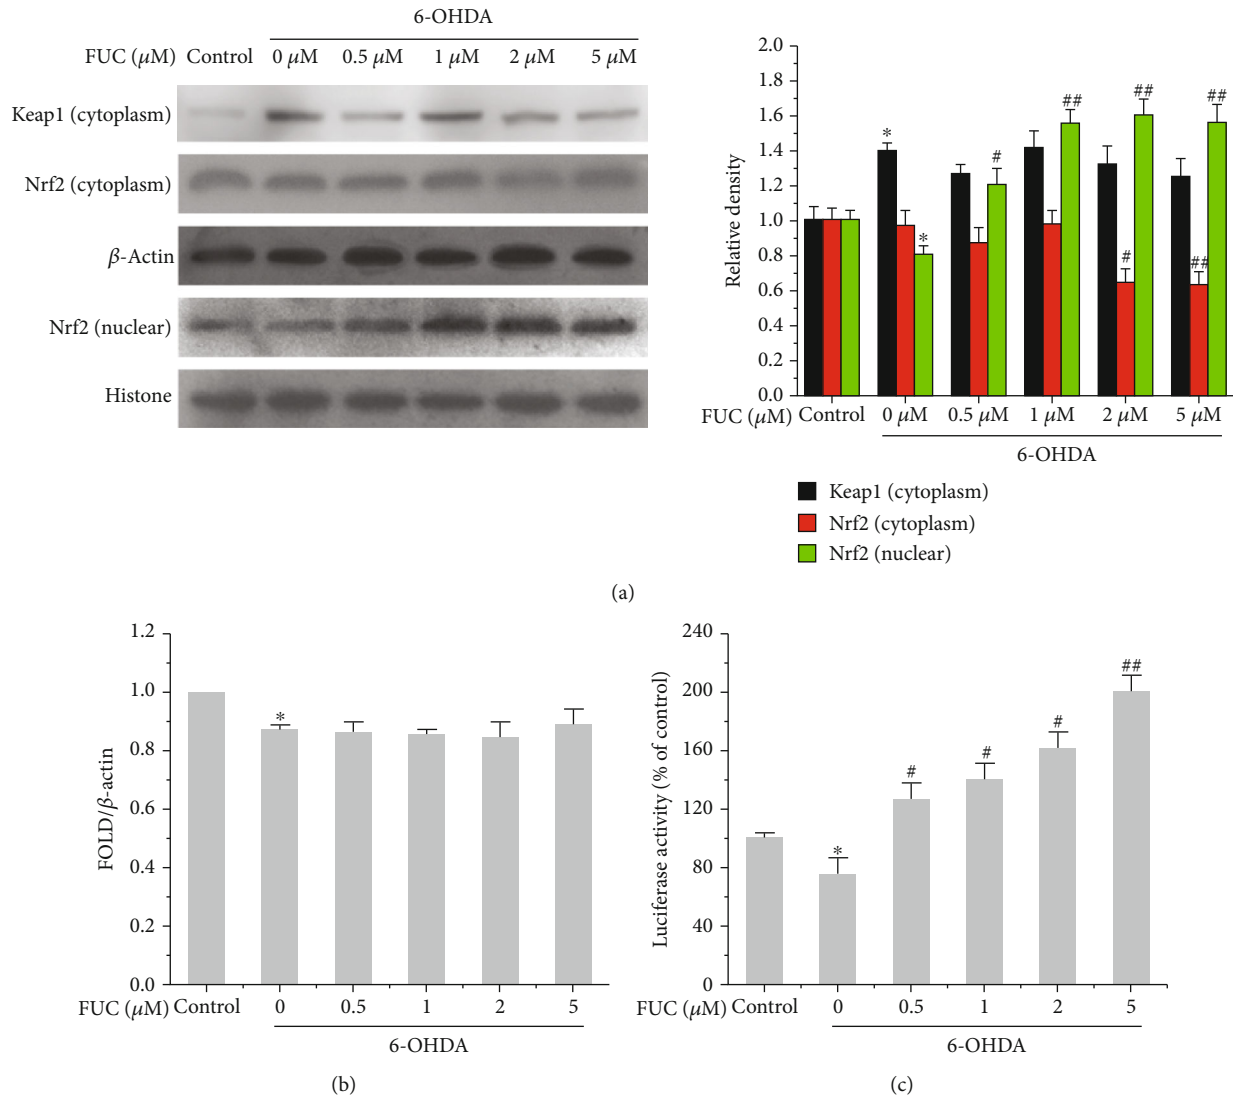 6-OHDA
FUC (μM) Control 0 μM 0.5 μM 1 μM 2 μM 5 μM
Keap1 (cytoplasm)
Nrf2 (cytoplasm)
β-Actin
Nrf2 (nuclear)
Histone
2.0
1.8
1.6
1.4
1.2
1.0
0.8
0.6
0.4
0.2
0.0
Relative density
* * # ## ## # ## ##
FUC (μM) Control 0 μM 0.5 μM 1 μM 2 μM 5 μM
6-OHDA
Keap1 (cytoplasm)
Nrf2 (cytoplasm)
Nrf2 (nuclear)
(a)
1.2
1.0
0.8
0.6
0.4
0.2
0.0
FOLD/β-actin
*
FUC (μM) Control 0 0.5 1 2 5
6-OHDA
(b)
240
200
160
120
80
40
0
Luciferase activity (% of control)
* # # # ##
FUC (μM) Control 0 0.5 1 2 5
6-OHDA
(c)